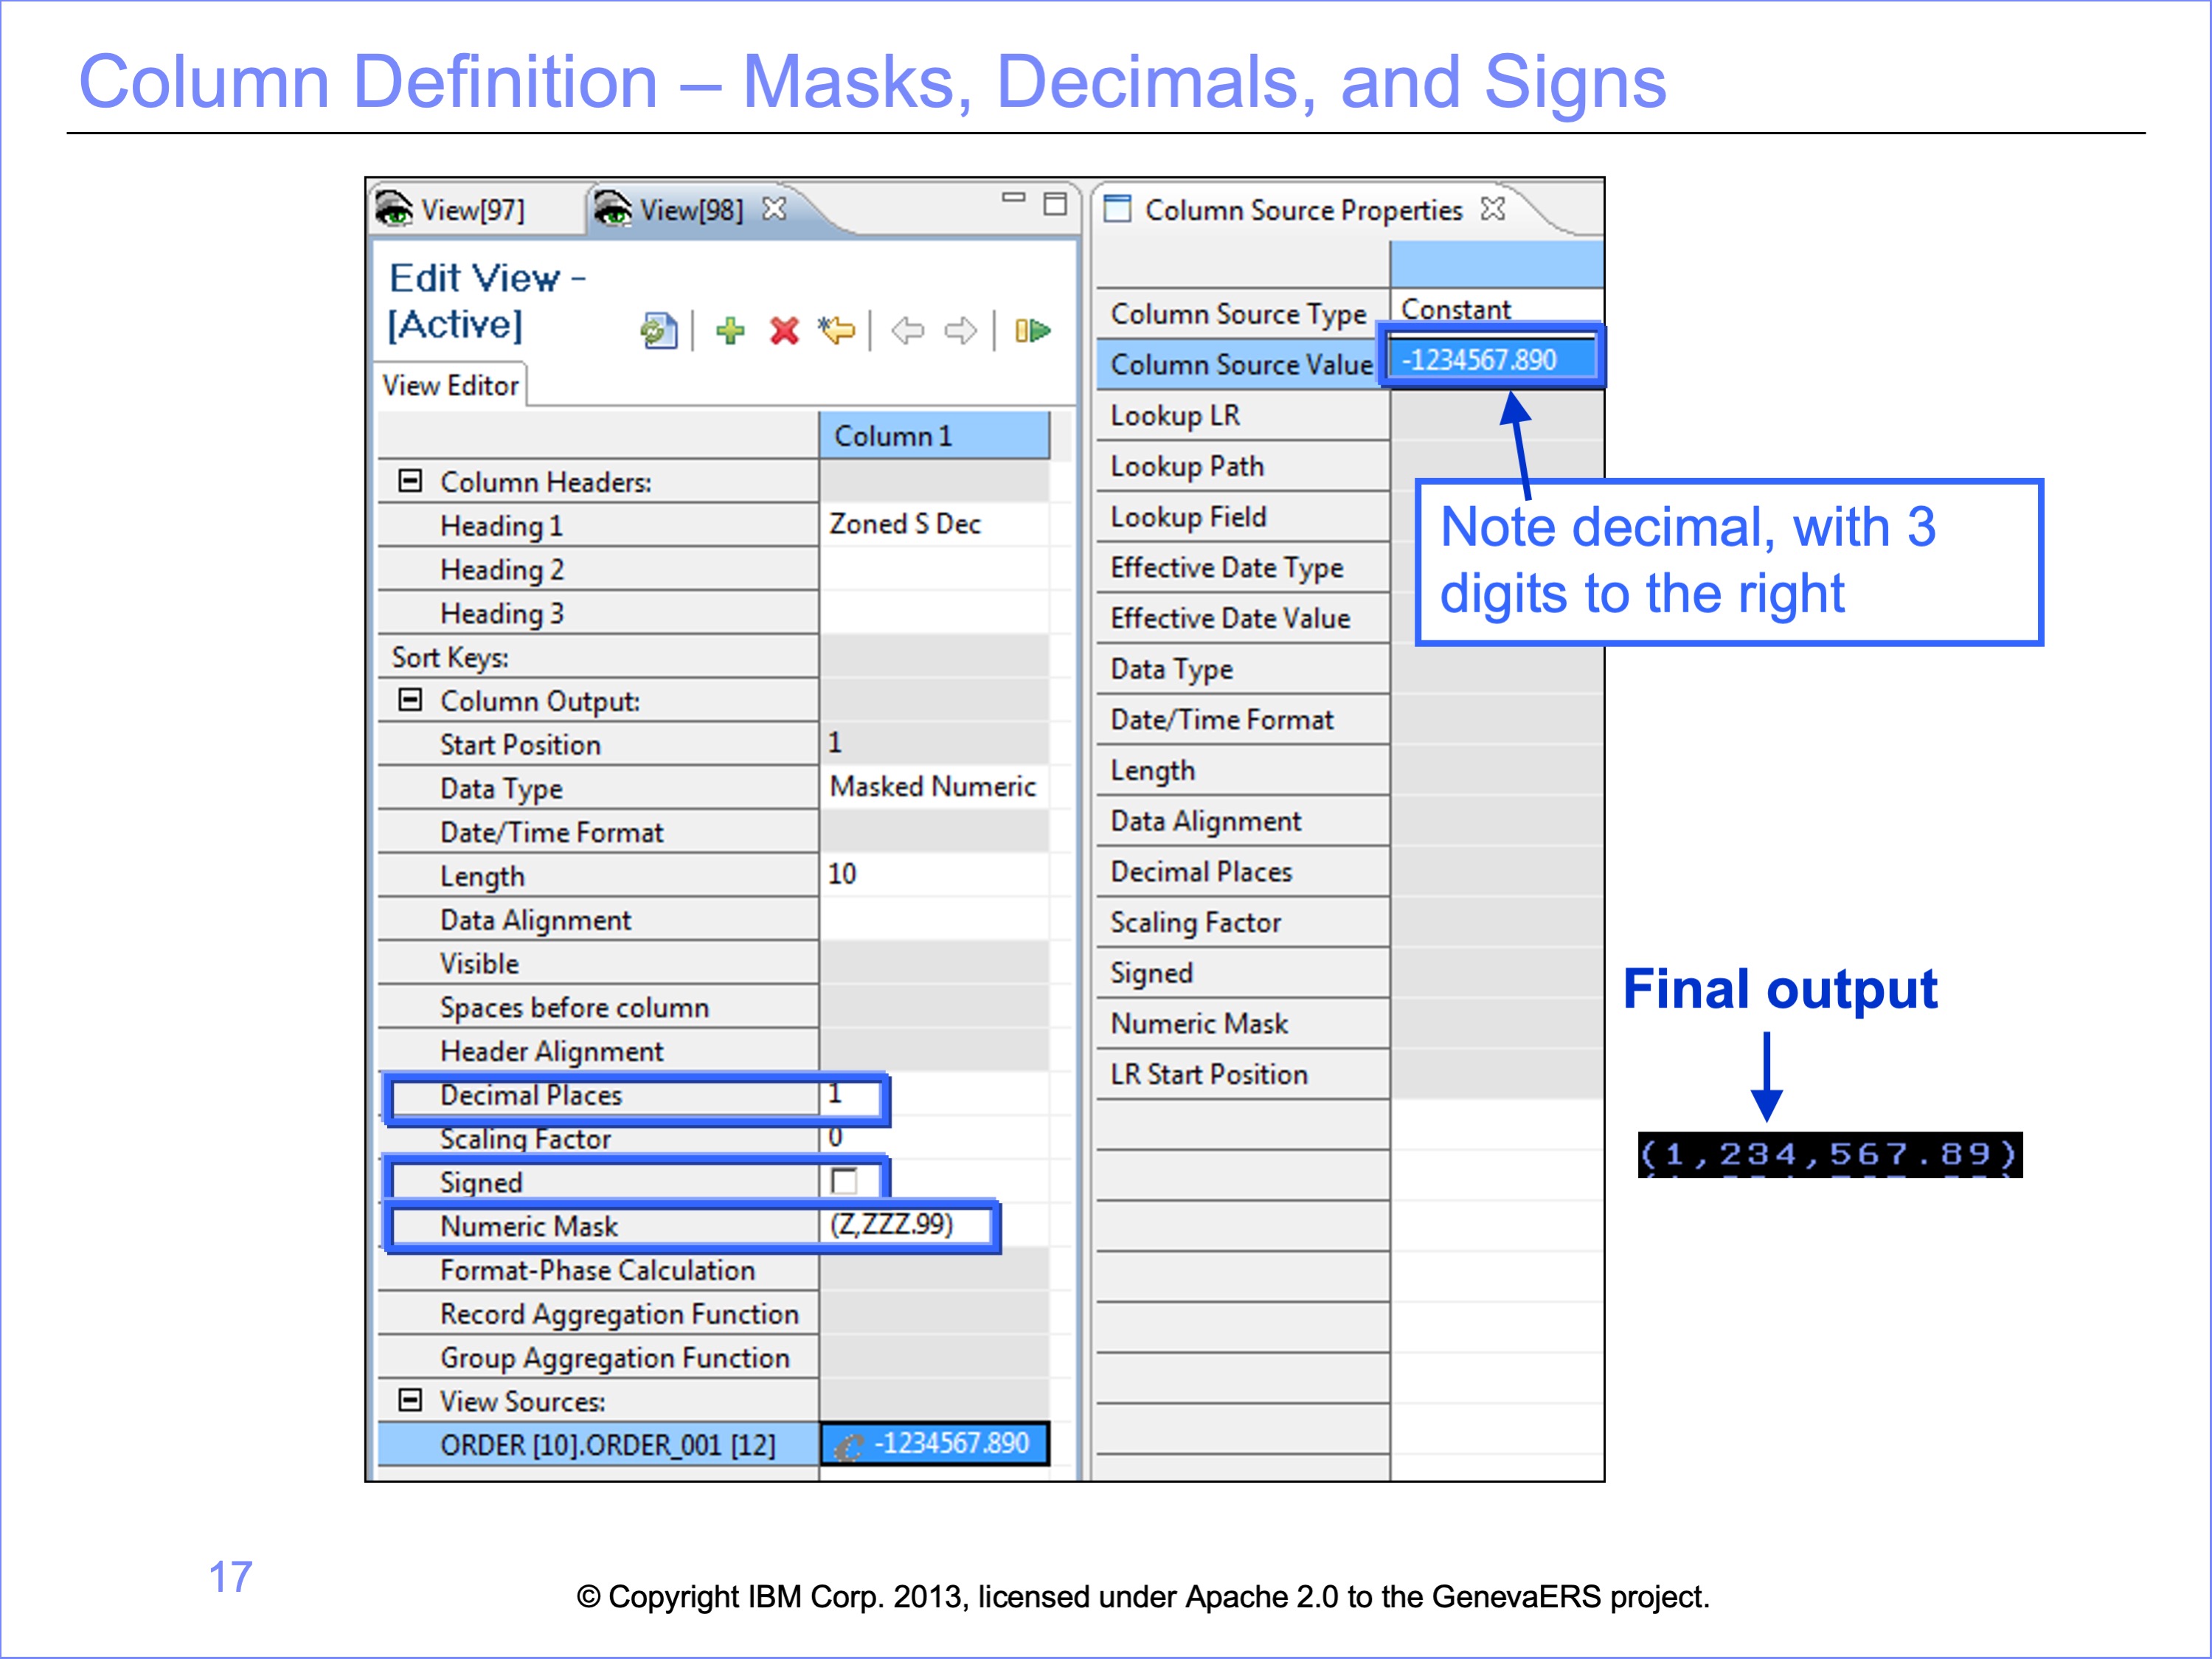 Column Definition – Masks, Decimals, and Signs
View[97]
View[98]
Edit View -
[Active]
View Editor
Column 1
Column Headers:
Heading 1 Zoned S Dec
Heading 2
Heading 3
Sort Keys:
Column Output:
Start Position 1
Data Type Masked Numeric
Date/Time Format
Length 10
Data Alignment
Visible
Spaces before column
Header Alignment
Decimal Places 1
Scaling Factor 0
Signed
Numeric Mask (Z,ZZZ.99)
Format-Phase Calculation
Record Aggregation Function
Group Aggregation Function
View Sources:
ORDER [10].ORDER_001 [12] -1234567.890
Column Source Properties
Column Source Type Constant
Column Source Value -1234567.890
Lookup LR
Lookup Path
Lookup Field
Effective Date Type
Effective Date Value
Data Type
Date/Time Format
Length
Data Alignment
Decimal Places
Scaling Factor
Signed
Numeric Mask
LR Start Position
Note decimal, with 3
digits to the right
Final output
(1,234,567.89)
17
© Copyright IBM Corp. 2013, licensed under Apache 2.0 to the GenevaERS project.